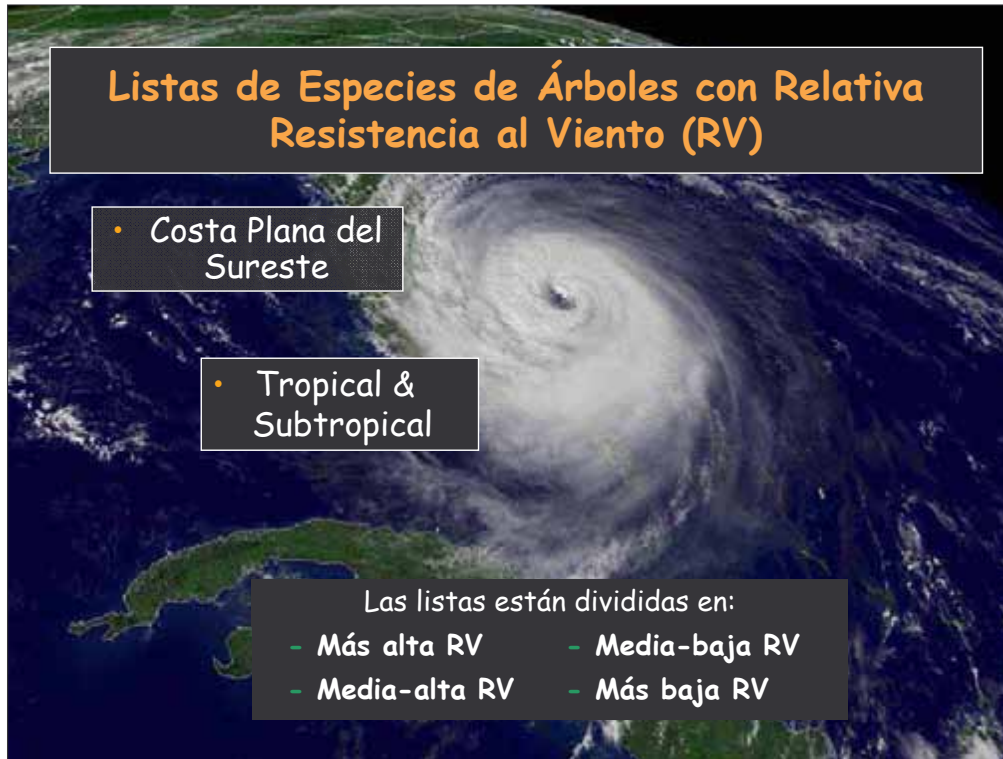 Listas de Especies de Árboles con Relativa
Resistencia al Viento (RV)
• Costa Plana del
Sureste
• Tropical &
Subtropical
Las listas están divididas en:
- Más alta RV - Media-baja RV
- Media-alta RV - Más baja RV